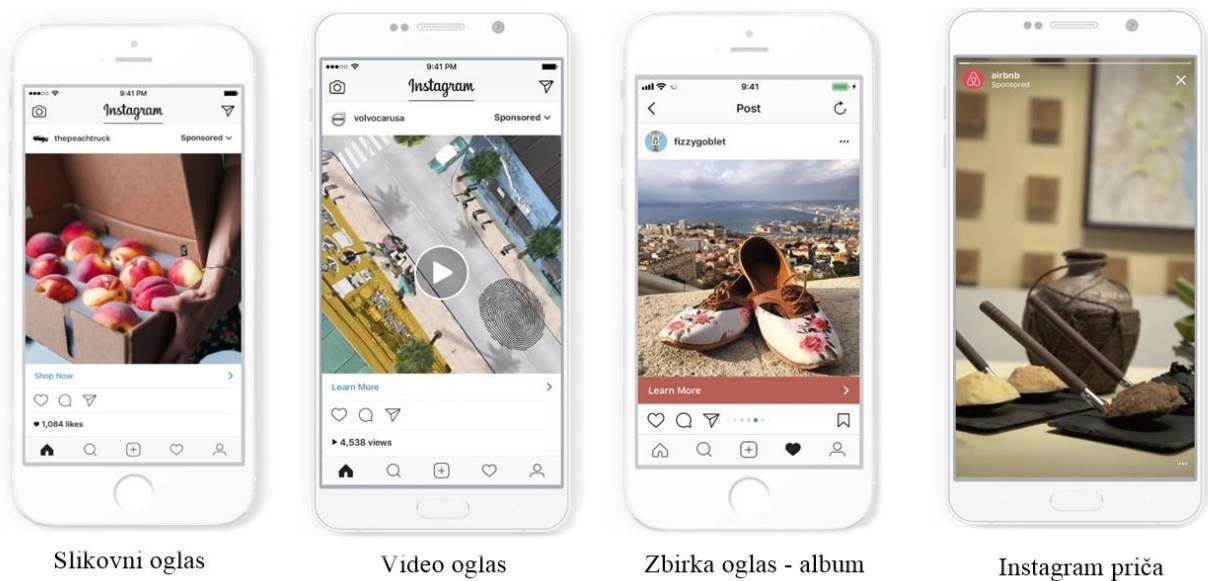 9:41 PM
Instagram
thepeachtruck
Sponsored
Shop Now
1,084 likes
Slikovni oglas
9:41 PM
Instagram
volvocarusa
Sponsored
Learn More
4,538 views
Video oglas
9:41
Post
fizzygoblet
Learn More
Zbirka oglas - album
airbnb
Sponsored
Instagram priča